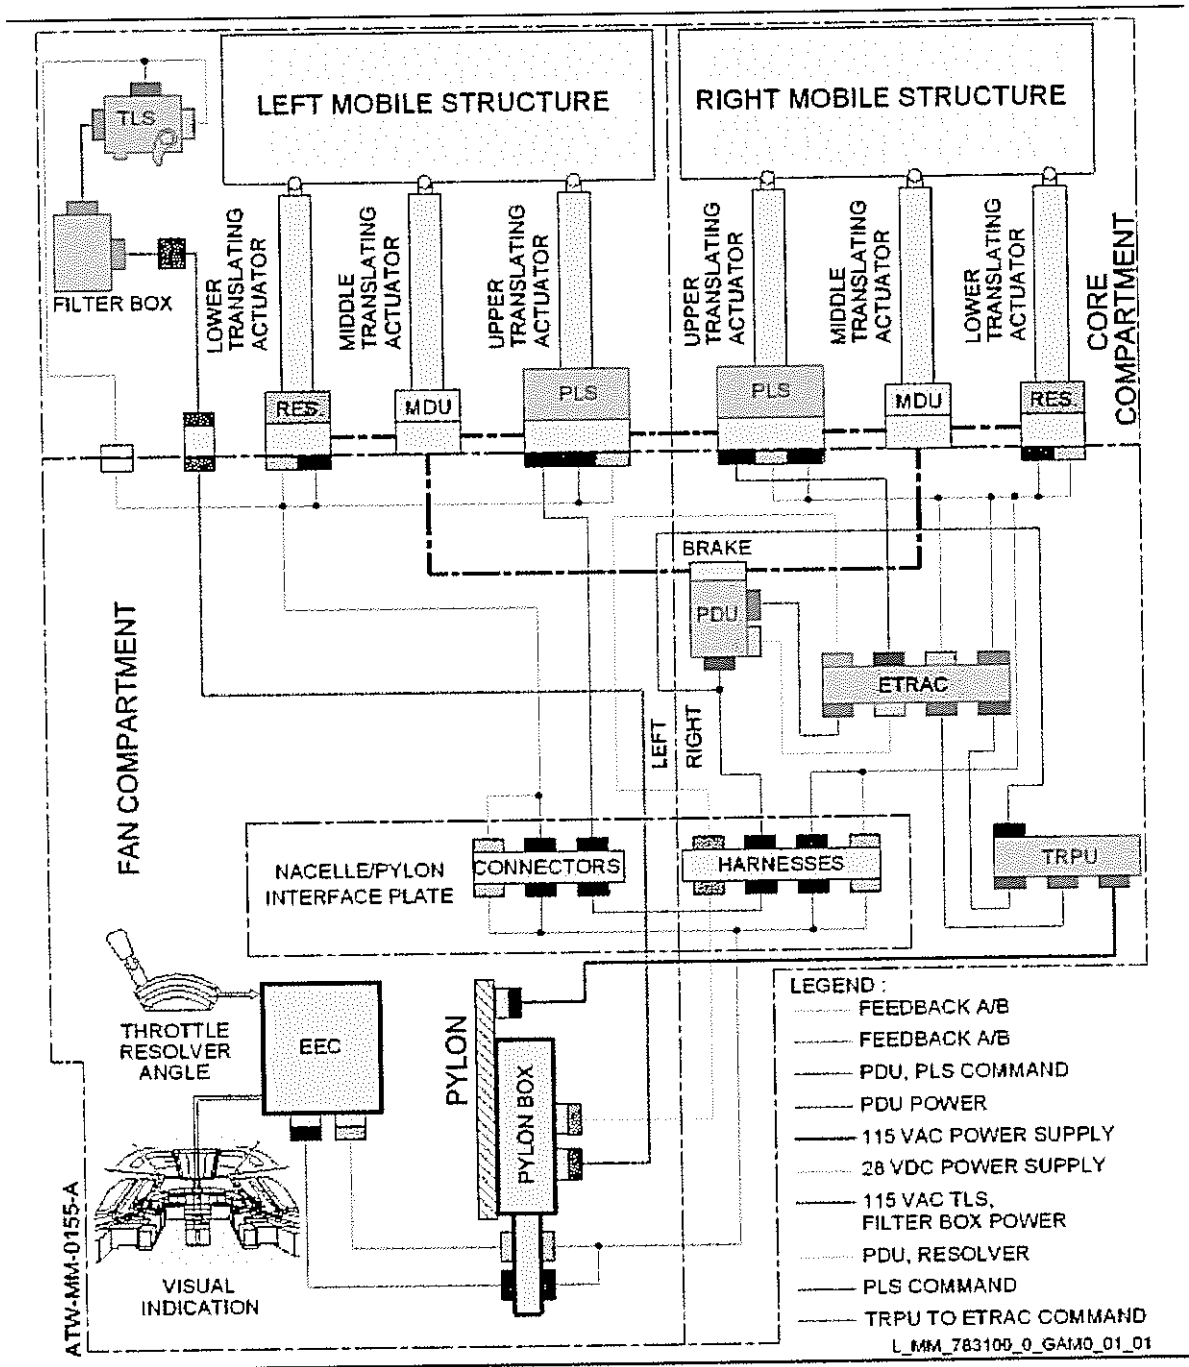 LEFT MOBILE STRUCTURE
RIGHT MOBILE STRUCTURE
TLS
FILTER BOX
LOWER
TRANSLATING
ACTUATOR
MIDDLE
TRANSLATING
ACTUATOR
UPPER
TRANSLATING
ACTUATOR
UPPER
TRANSLATING
ACTUATOR
MIDDLE
TRANSLATING
ACTUATOR
LOWER
TRANSLATING
ACTUATOR
CORE
COMPARTMENT
RES.
MDU
PLS
PLS
MDU
RES.
BRAKE
PDU
ETRAC
FAN COMPARTMENT
LEFT
RIGHT
NACELLE/PYLON
INTERFACE PLATE
CONNECTORS
HARNESSES
TRPU
THROTTLE
RESOLVER
ANGLE
EEC
PYLON
PYLON BOX
VISUAL
INDICATION
LEGEND :
FEEDBACK A/B
FEEDBACK A/B
PDU, PLS COMMAND
PDU POWER
115 VAC POWER SUPPLY
28 VDC POWER SUPPLY
115 VAC TLS,
FILTER BOX POWER
PDU, RESOLVER
PLS COMMAND
TRPU TO ETRAC COMMAND
ATW-MM-0155-A
L_MM_783100_0_GAM0_01_01